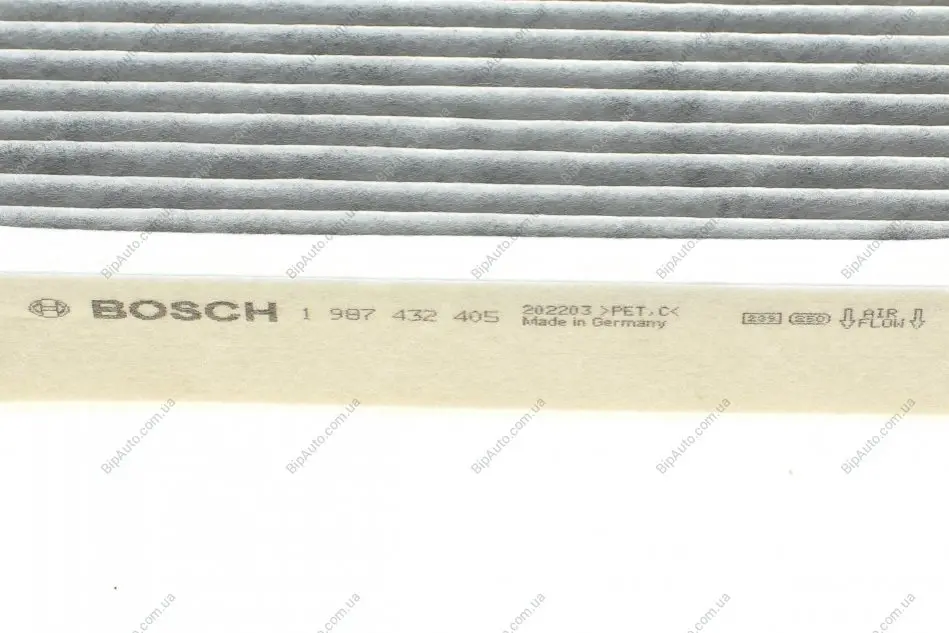 BOSCH 1 987 432 405
202203 >PET,C<
Made in Germany
AIR
FLOW
BipAuto.com.ua